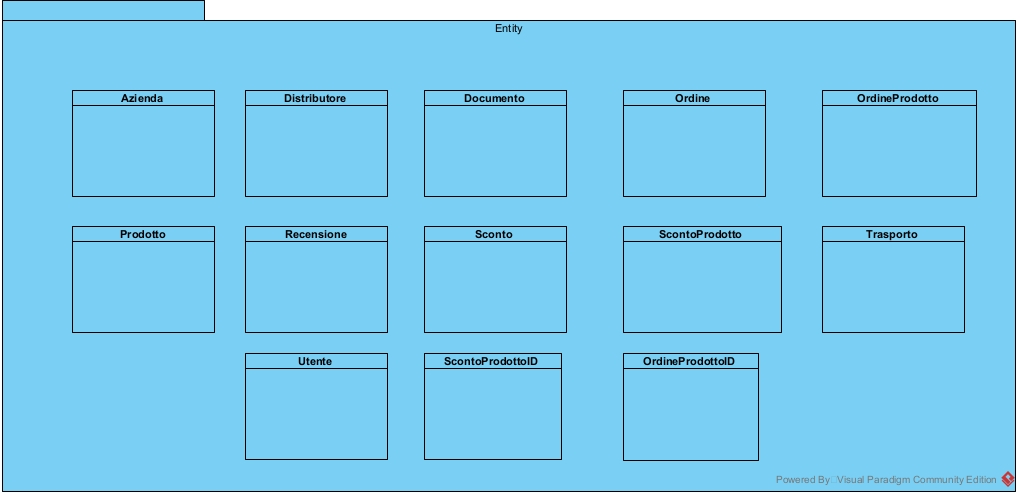 Entity
Azienda
Distributore
Documento
Ordine
OrdineProdotto
Prodotto
Recensione
Sconto
ScontoProdotto
Trasporto
Utente
ScontoProdottoID
OrdineProdottoID
Powered By Visual Paradigm Community Edition